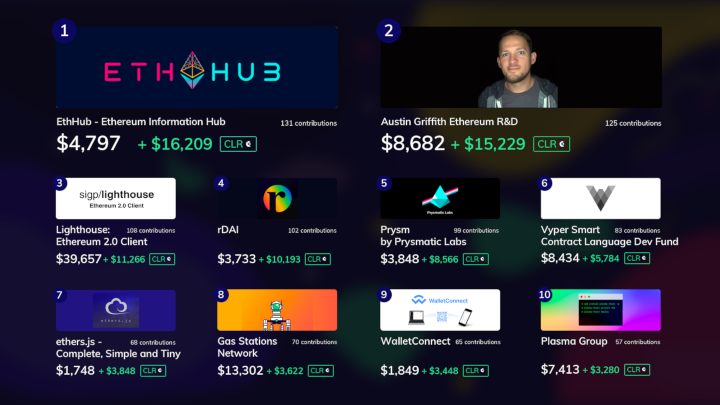 1
ETH HUB
EthHub - Ethereum Information Hub
131 contributions
$4,797 + $16,209 CLR
2
Austin Griffith Ethereum R&D
125 contributions
$8,682 + $15,229 CLR
3
sigp/lighthouse
Ethereum 2.0 Client
Lighthouse:
108 contributions
Ethereum 2.0 Client
$39,657 + $11,266 CLR
4
r
rDAI
102 contributions
$3,733 + $10,193 CLR
5
Prysmatic Labs
Prysm
99 contributions
by Prysmatic Labs
$3,848 + $8,566 CLR
6
Vyper Smart
83 contributions
Contract Language Dev Fund
$8,434 + $5,784 CLR
7
ethers.js
ethers.js -
68 contributions
Complete, Simple and Tiny
$1,748 + $3,848 CLR
8
Gas Stations
70 contributions
Network
$13,302 + $3,622 CLR
9
WalletConnect
WalletConnect
65 contributions
$1,849 + $3,448 CLR
10
Plasma Group
57 contributions
$7,413 + $3,280 CLR